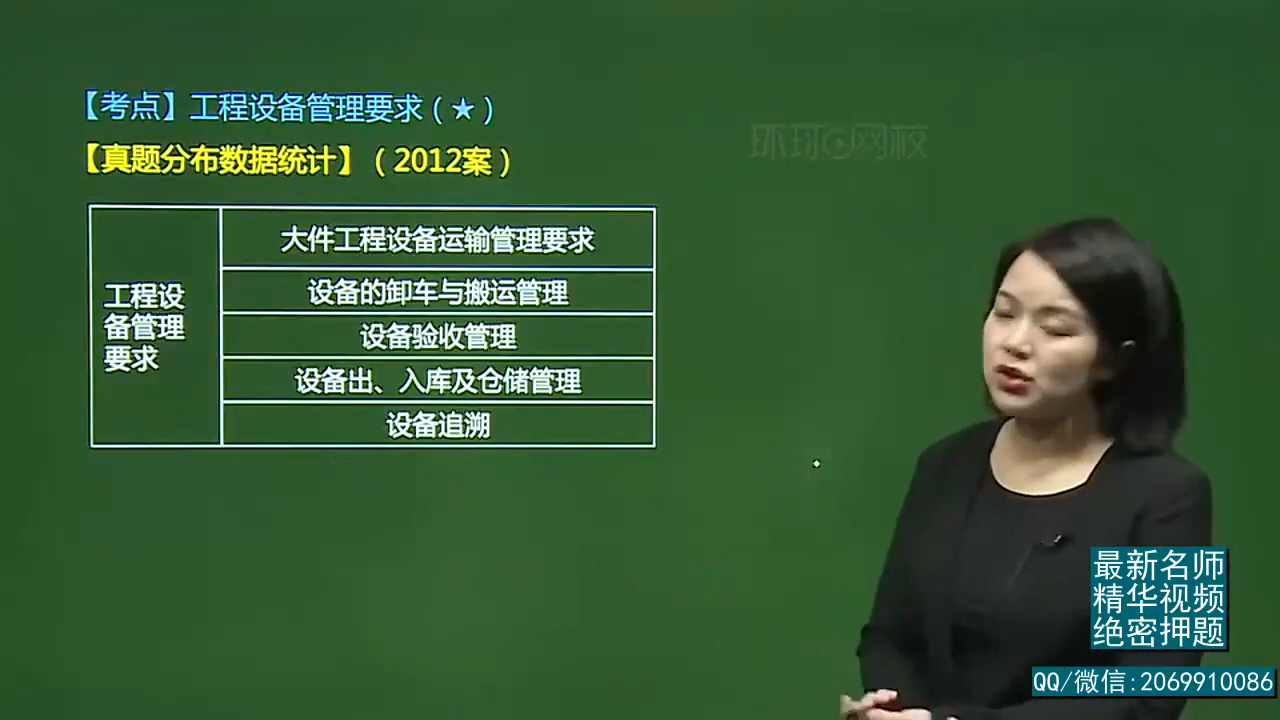 【考点】工程设备管理要求（★）
【真题分布数据统计】（2012案）
环球网校
工程设
备管理
要求
大件工程设备运输管理要求
设备的卸车与搬运管理
设备验收管理
设备出、入库及仓储管理
设备追溯
最新名师
精华视频
绝密押题
QQ/微信:2069910086